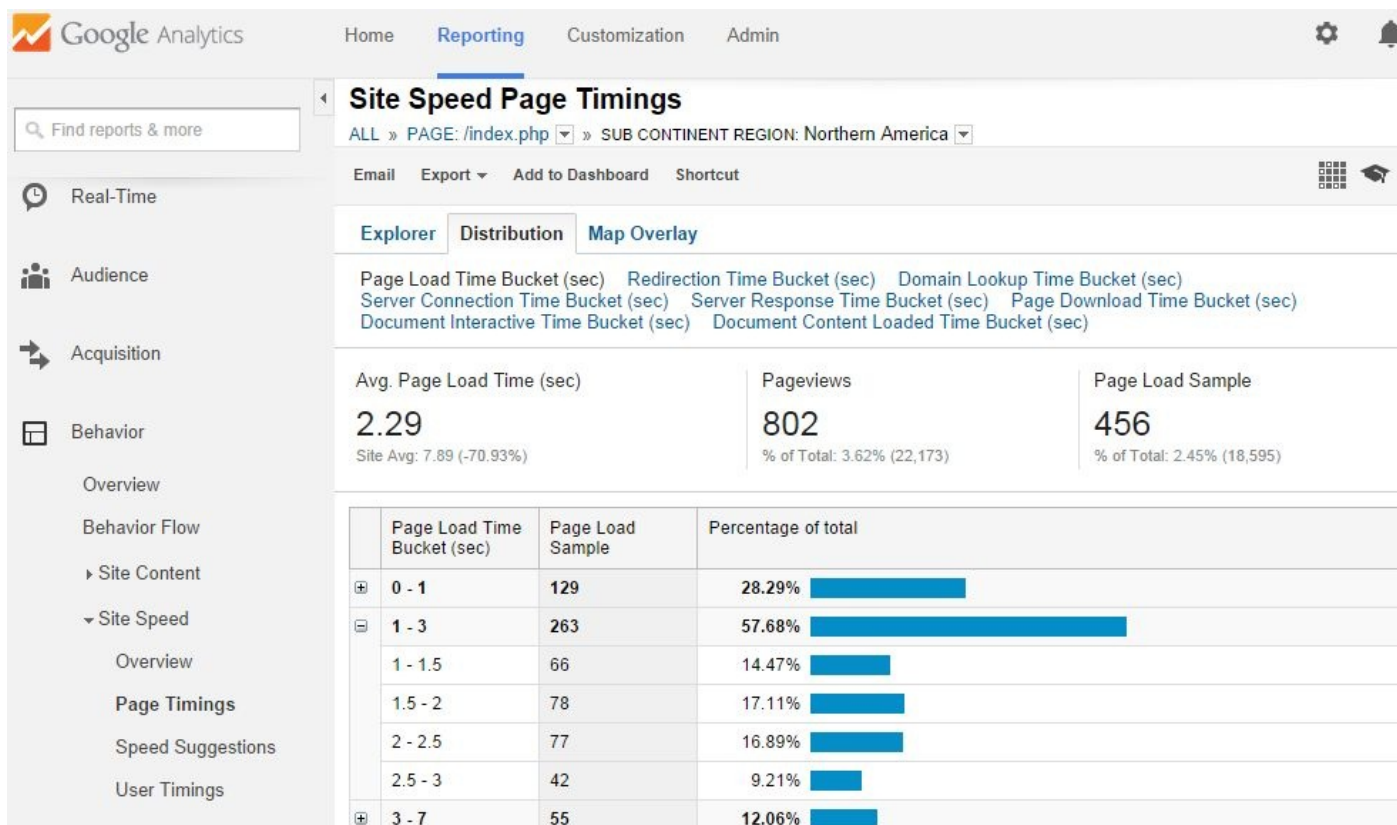 Google Analytics
Home Reporting Customization Admin
Find reports & more
Real-Time
Audience
Acquisition
Behavior
Overview
Behavior Flow
Site Content
Site Speed
Overview
Page Timings
Speed Suggestions
User Timings
Site Speed Page Timings
ALL » PAGE: /index.php » SUB CONTINENT REGION: Northern America
Email Export Add to Dashboard Shortcut
Explorer Distribution Map Overlay
Page Load Time Bucket (sec) Redirection Time Bucket (sec) Domain Lookup Time Bucket (sec)
Server Connection Time Bucket (sec) Server Response Time Bucket (sec) Page Download Time Bucket (sec)
Document Interactive Time Bucket (sec) Document Content Loaded Time Bucket (sec)
Avg. Page Load Time (sec) Pageviews Page Load Sample
2.29 802 456
Site Avg: 7.89 (-70.93%) % of Total: 3.62% (22,173) % of Total: 2.45% (18,595)
Page Load Time Page Load Percentage of total
Bucket (sec) Sample
0 - 1 129 28.29%
1 - 3 263 57.68%
1 - 1.5 66 14.47%
1.5 - 2 78 17.11%
2 - 2.5 77 16.89%
2.5 - 3 42 9.21%
3 - 7 55 12.06%